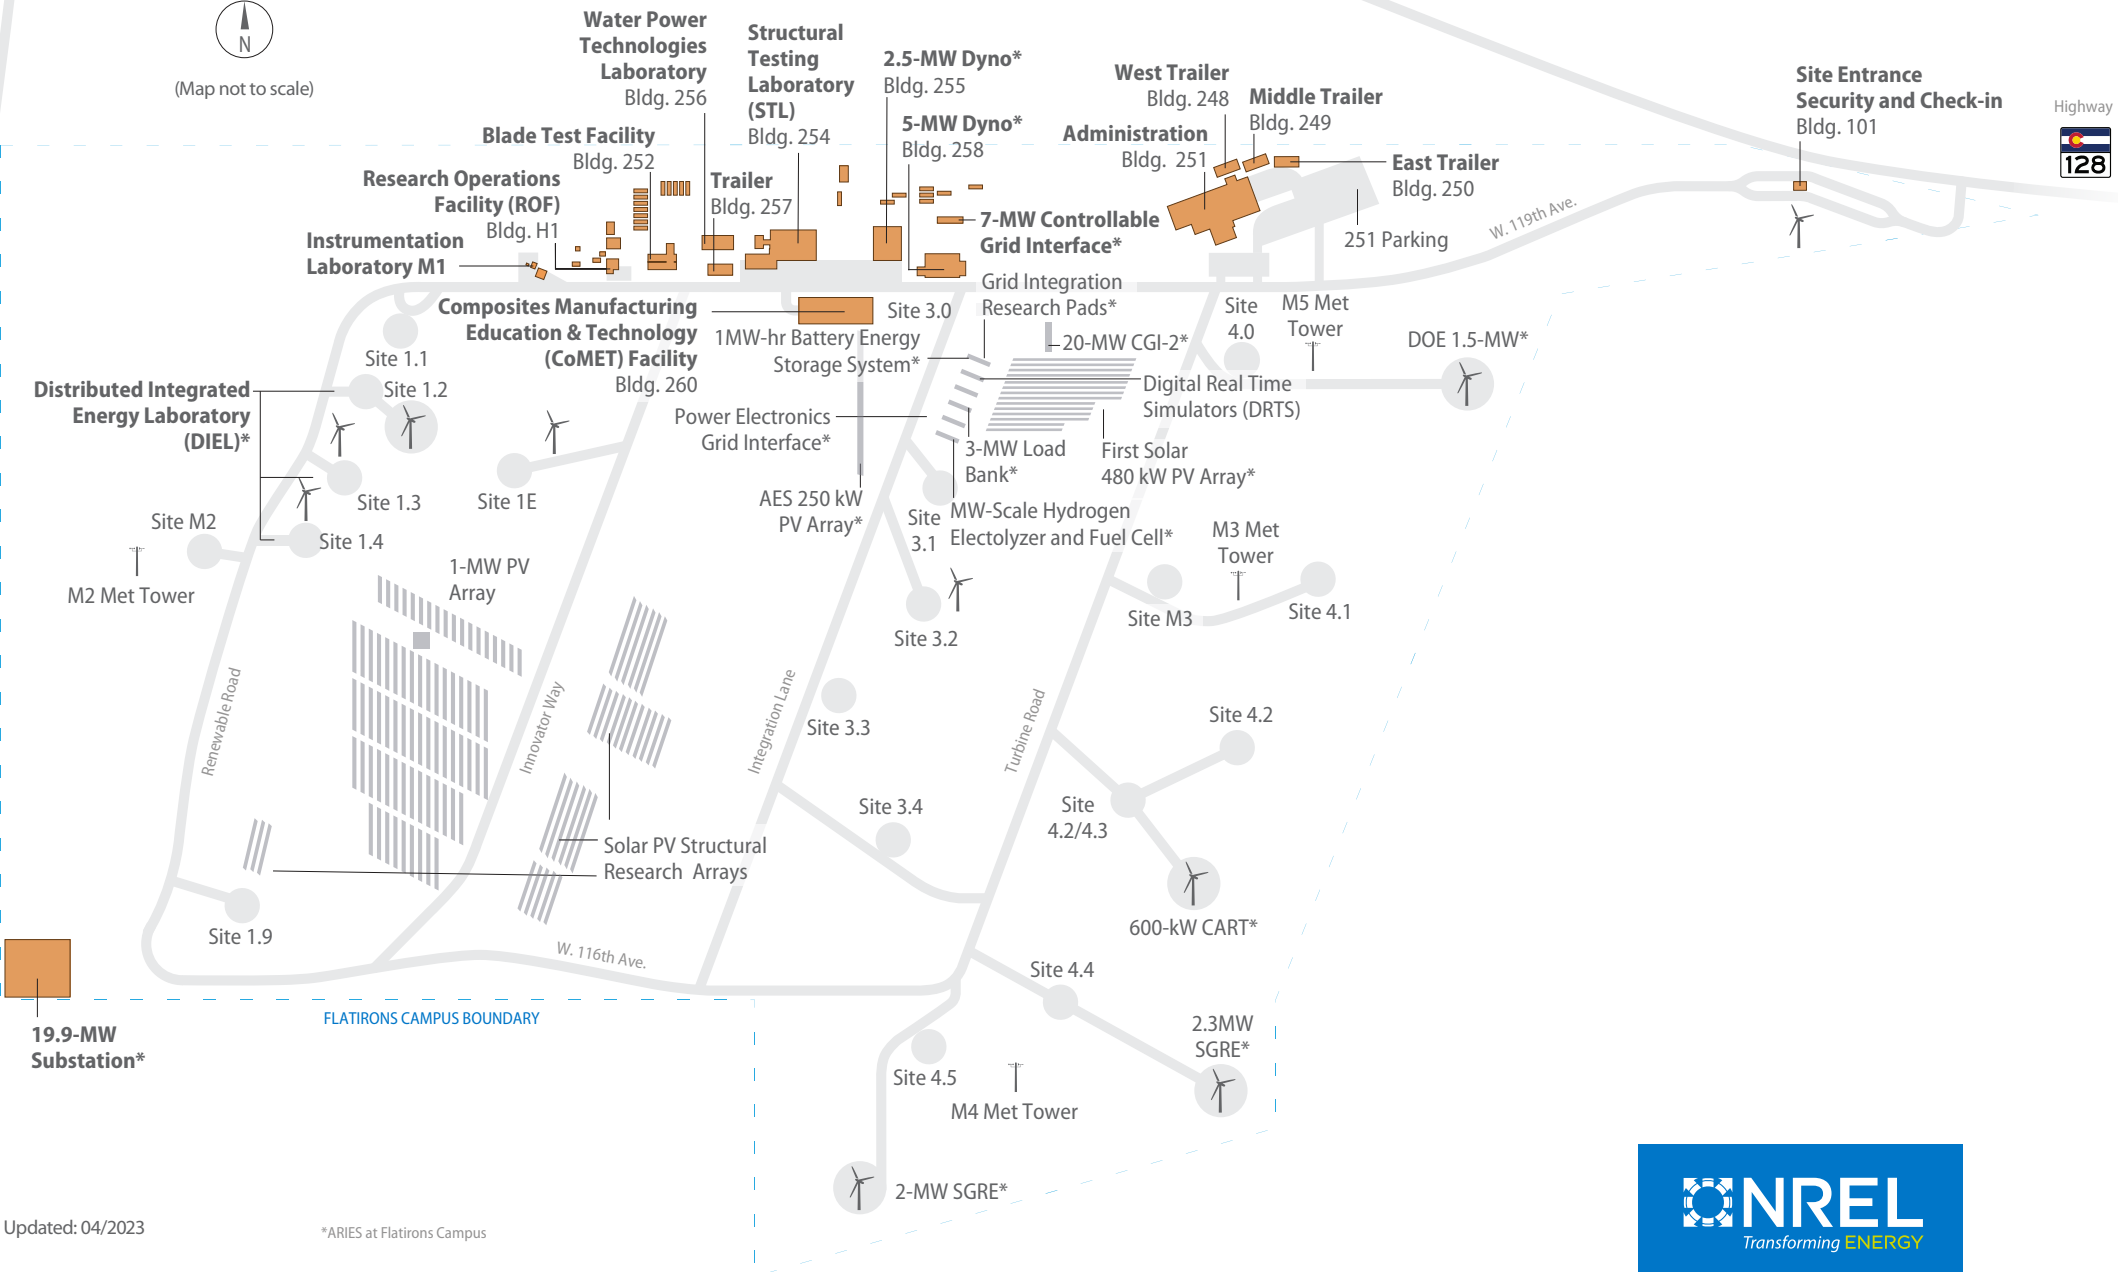 N
(Map not to scale)
Water Power
Technologies
Laboratory
Bldg. 256
Structural
Testing
Laboratory
(STL)
Bldg. 254
2.5-MW Dyno*
Bldg. 255
5-MW Dyno*
Bldg. 258
West Trailer
Bldg. 248
Middle Trailer
Bldg. 249
Administration
Bldg. 251
East Trailer
Bldg. 250
Site Entrance
Security and Check-in
Bldg. 101
Highway
128
Blade Test Facility
Bldg. 252
Trailer
Bldg. 257
Research Operations
Facility (ROF)
Bldg. H1
Instrumentation
Laboratory M1
7-MW Controllable
Grid Interface*
251 Parking
W. 119th Ave.
Composites Manufacturing
Education & Technology
(CoMET) Facility
Bldg. 260
Site 3.0
Grid Integration
Research Pads*
1MW-hr Battery Energy
Storage System*
20-MW CGI-2*
Site
4.0
M5 Met
Tower
DOE 1.5-MW*
Site 1.1
Site 1.2
Distributed Integrated
Energy Laboratory
(DIEL)*
Digital Real Time
Simulators (DRTS)
Power Electronics
Grid Interface*
3-MW Load
Bank*
First Solar
480 kW PV Array*
Site 1.3
Site 1E
AES 250 kW
PV Array*
Site
3.1
MW-Scale Hydrogen
Electolyzer and Fuel Cell*
Site M2
Site 1.4
M2 Met Tower
1-MW PV
Array
M3 Met
Tower
Site M3
Site 4.1
Site 3.2
Renewable Road
Innovator Way
Integration Lane
Turbine Road
Site 3.3
Site 4.2
Site 3.4
Site
4.2/4.3
Solar PV Structural
Research Arrays
600-kW CART*
Site 1.9
W. 116th Ave.
Site 4.4
19.9-MW
Substation*
FLATIRONS CAMPUS BOUNDARY
2.3MW
SGRE*
Site 4.5
M4 Met Tower
2-MW SGRE*
Updated: 04/2023
*ARIES at Flatirons Campus
NREL
Transforming ENERGY